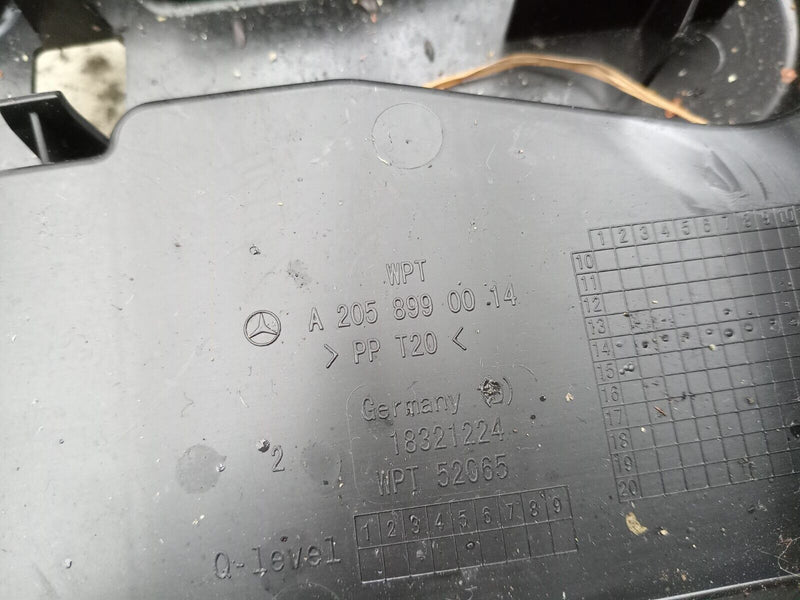 WPT
A 205 899 00 14
> PP T20 <
Germany (D)
18321224
2
WPT 52065
Q-level
1 2 3 4 5 6 7 8 9
1 2 3 4 5 6 7 8 9 10
10
11
12
13
14
15
16
17
18
19
20